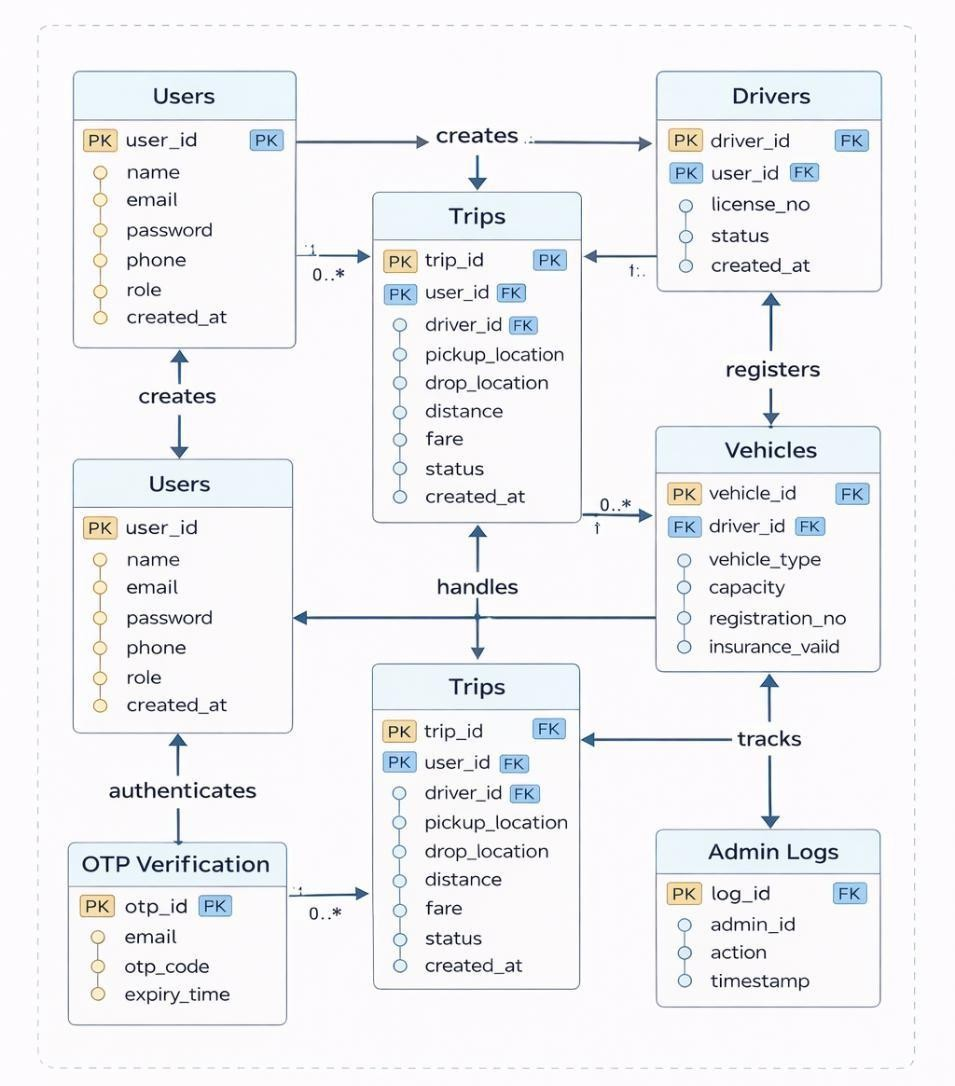 Users
PK user_id PK
name
email
password
phone
role
created_at
creates
Drivers
PK driver_id FK
PK user_id FK
license_no
status
created_at
Trips
PK trip_id PK
PK user_id FK
driver_id FK
pickup_location
drop_location
distance
fare
status
created_at
1
0..*
creates
registers
Users
PK user_id
name
email
password
phone
role
created_at
Vehicles
PK vehicle_id FK
FK driver_id FK
vehicle_type
capacity
registration_no
insurance_vaiid
0..*
handles
Trips
PK trip_id FK
PK user_id FK
driver_id FK
pickup_location
drop_location
distance
fare
status
created_at
tracks
authenticates
OTP Verification
PK otp_id PK
email
otp_code
expiry_time
1
0..*
Admin Logs
PK log_id FK
admin_id
action
timestamp